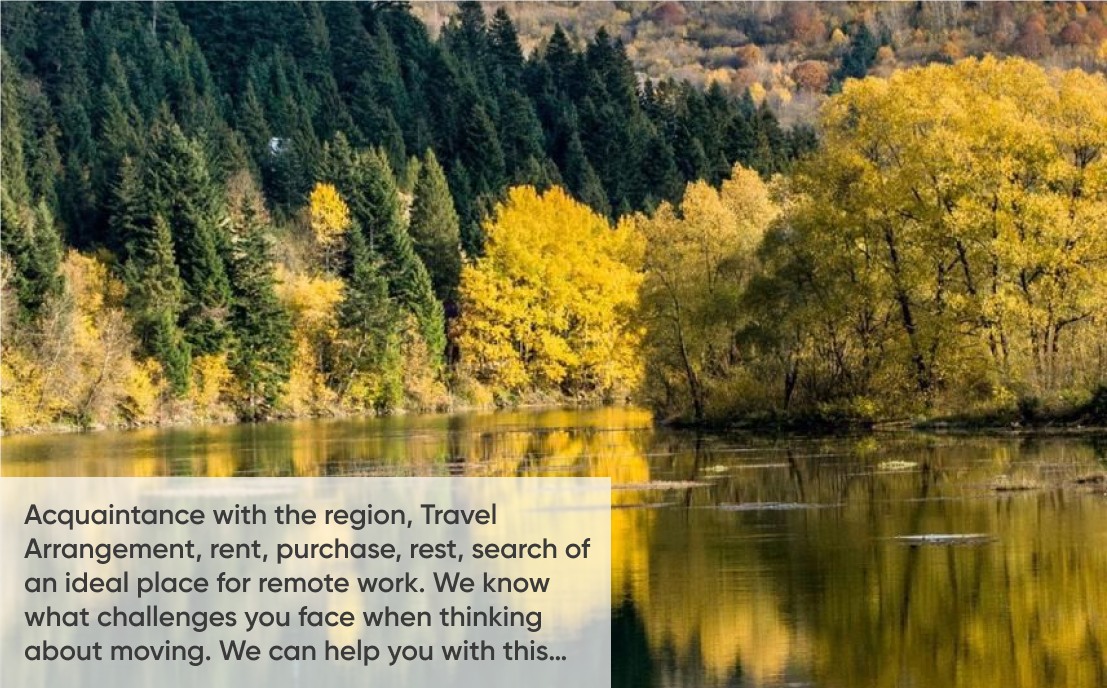 Acquaintance with the region, Travel
Arrangement, rent, purchase, rest, search of
an ideal place for remote work. We know
what challenges you face when thinking
about moving. We can help you with this...